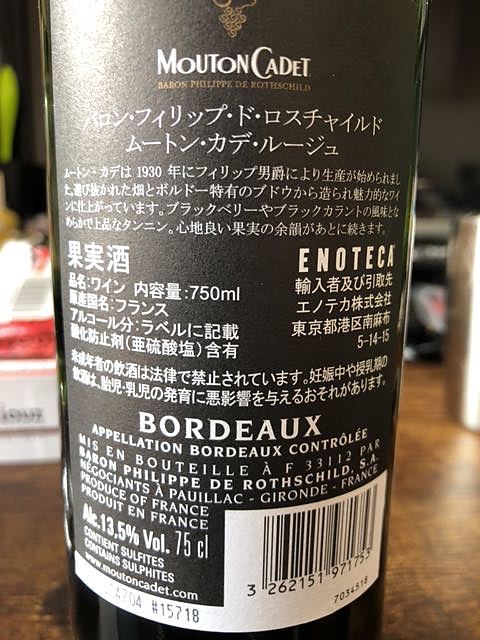 MOUTON CADET
BARON PHILIPPE DE ROTHSCHILD
バロン・フィリップ・ド・ロスチャイルド
ムートン・カデ・ルージュ
ムートン・カデは 1930 年にフィリップ男爵により生産が始められまし
た。選び抜かれた畑とボルドー特有のブドウから造られ魅力的なワイ
ンに仕上がっています。ブラックベリーやブラックカラントの風味とな
めらかで上品なタンニン。心地良い果実の余韻があとに続きます。
果実酒
品名:ワイン 内容量:750ml
原産国名:フランス
アルコール分:ラベルに記載
酸化防止剤(亜硫酸塩)含有
ENOTECA
輸入者及び引取先
エノテカ株式会社
東京都港区南麻布
5-14-15
未成年者の飲酒は法律で禁止されています。妊娠中や授乳期の
飲酒は、胎児・乳児の発育に悪影響を与えるおそれがあります。
BORDEAUX
APPELLATION BORDEAUX CONTRÔLÉE
MIS EN BOUTEILLE À F 33112 PAR
BARON PHILIPPE DE ROTHSCHILD, S.A.
NÉGOCIANTS À PAUILLAC - GIRONDE - FRANCE
PRODUCE OF FRANCE
PRODUIT EN FRANCE
Alc.13,5% Vol. 75 cl
CONTIENT SULFITES
CONTAINS SULPHITES
www.moutoncadet.com
3 262151 971753
7034518
#15718